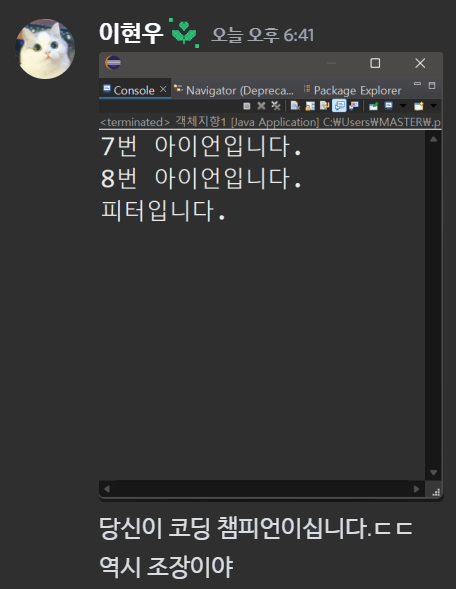 이현우 오늘 오후 6:41
Console Navigator (Depreca... Package Explorer
<terminated> 객체지향1 [Java Application] C:₩Users₩MASTER₩.p
7번 아이언입니다.
8번 아이언입니다.
피터입니다.
당신이 코딩 챔피언이십니다.ㄷㄷ
역시 조장이야